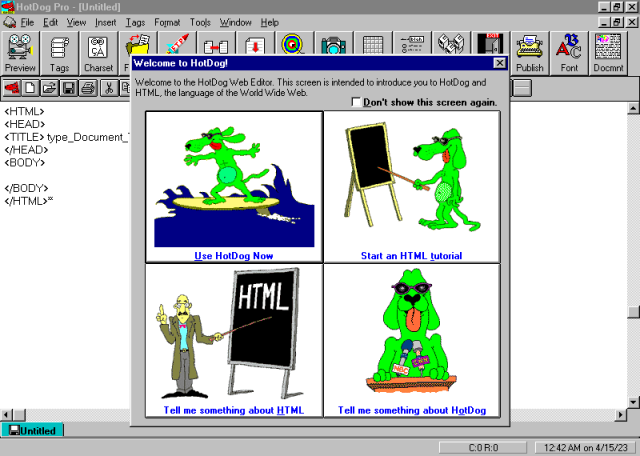 HotDog Pro - [Untitled]
File Edit View Insert Tags Format Tools Window Help
Preview Tags Charset Publish Font Docmnt
Welcome to HotDog!
Welcome to the HotDog Web Editor. This screen is intended to introduce you to HotDog and
HTML, the language of the World Wide Web.
Don't show this screen again.
<HTML>
<HEAD>
<TITLE> type_Document_
</HEAD>
<BODY>
</BODY>
</HTML>
Use HotDog Now
Start an HTML tutorial
HTML
NBC
Tell me something about HTML
Tell me something about HotDog
Untitled
C:0 R:0
12:42 AM on 4/15/23